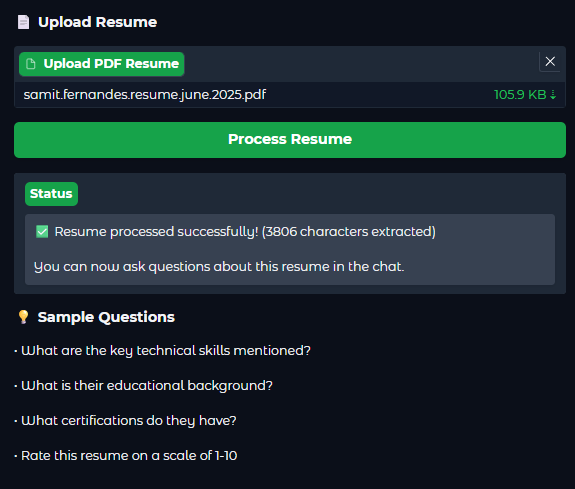 Upload Resume
Upload PDF Resume
samit.fernandes.resume.june.2025.pdf 105.9 KB ⇣
Process Resume
Status
✅ Resume processed successfully! (3806 characters extracted)
You can now ask questions about this resume in the chat.
💡 Sample Questions
• What are the key technical skills mentioned?
• What is their educational background?
• What certifications do they have?
• Rate this resume on a scale of 1-10